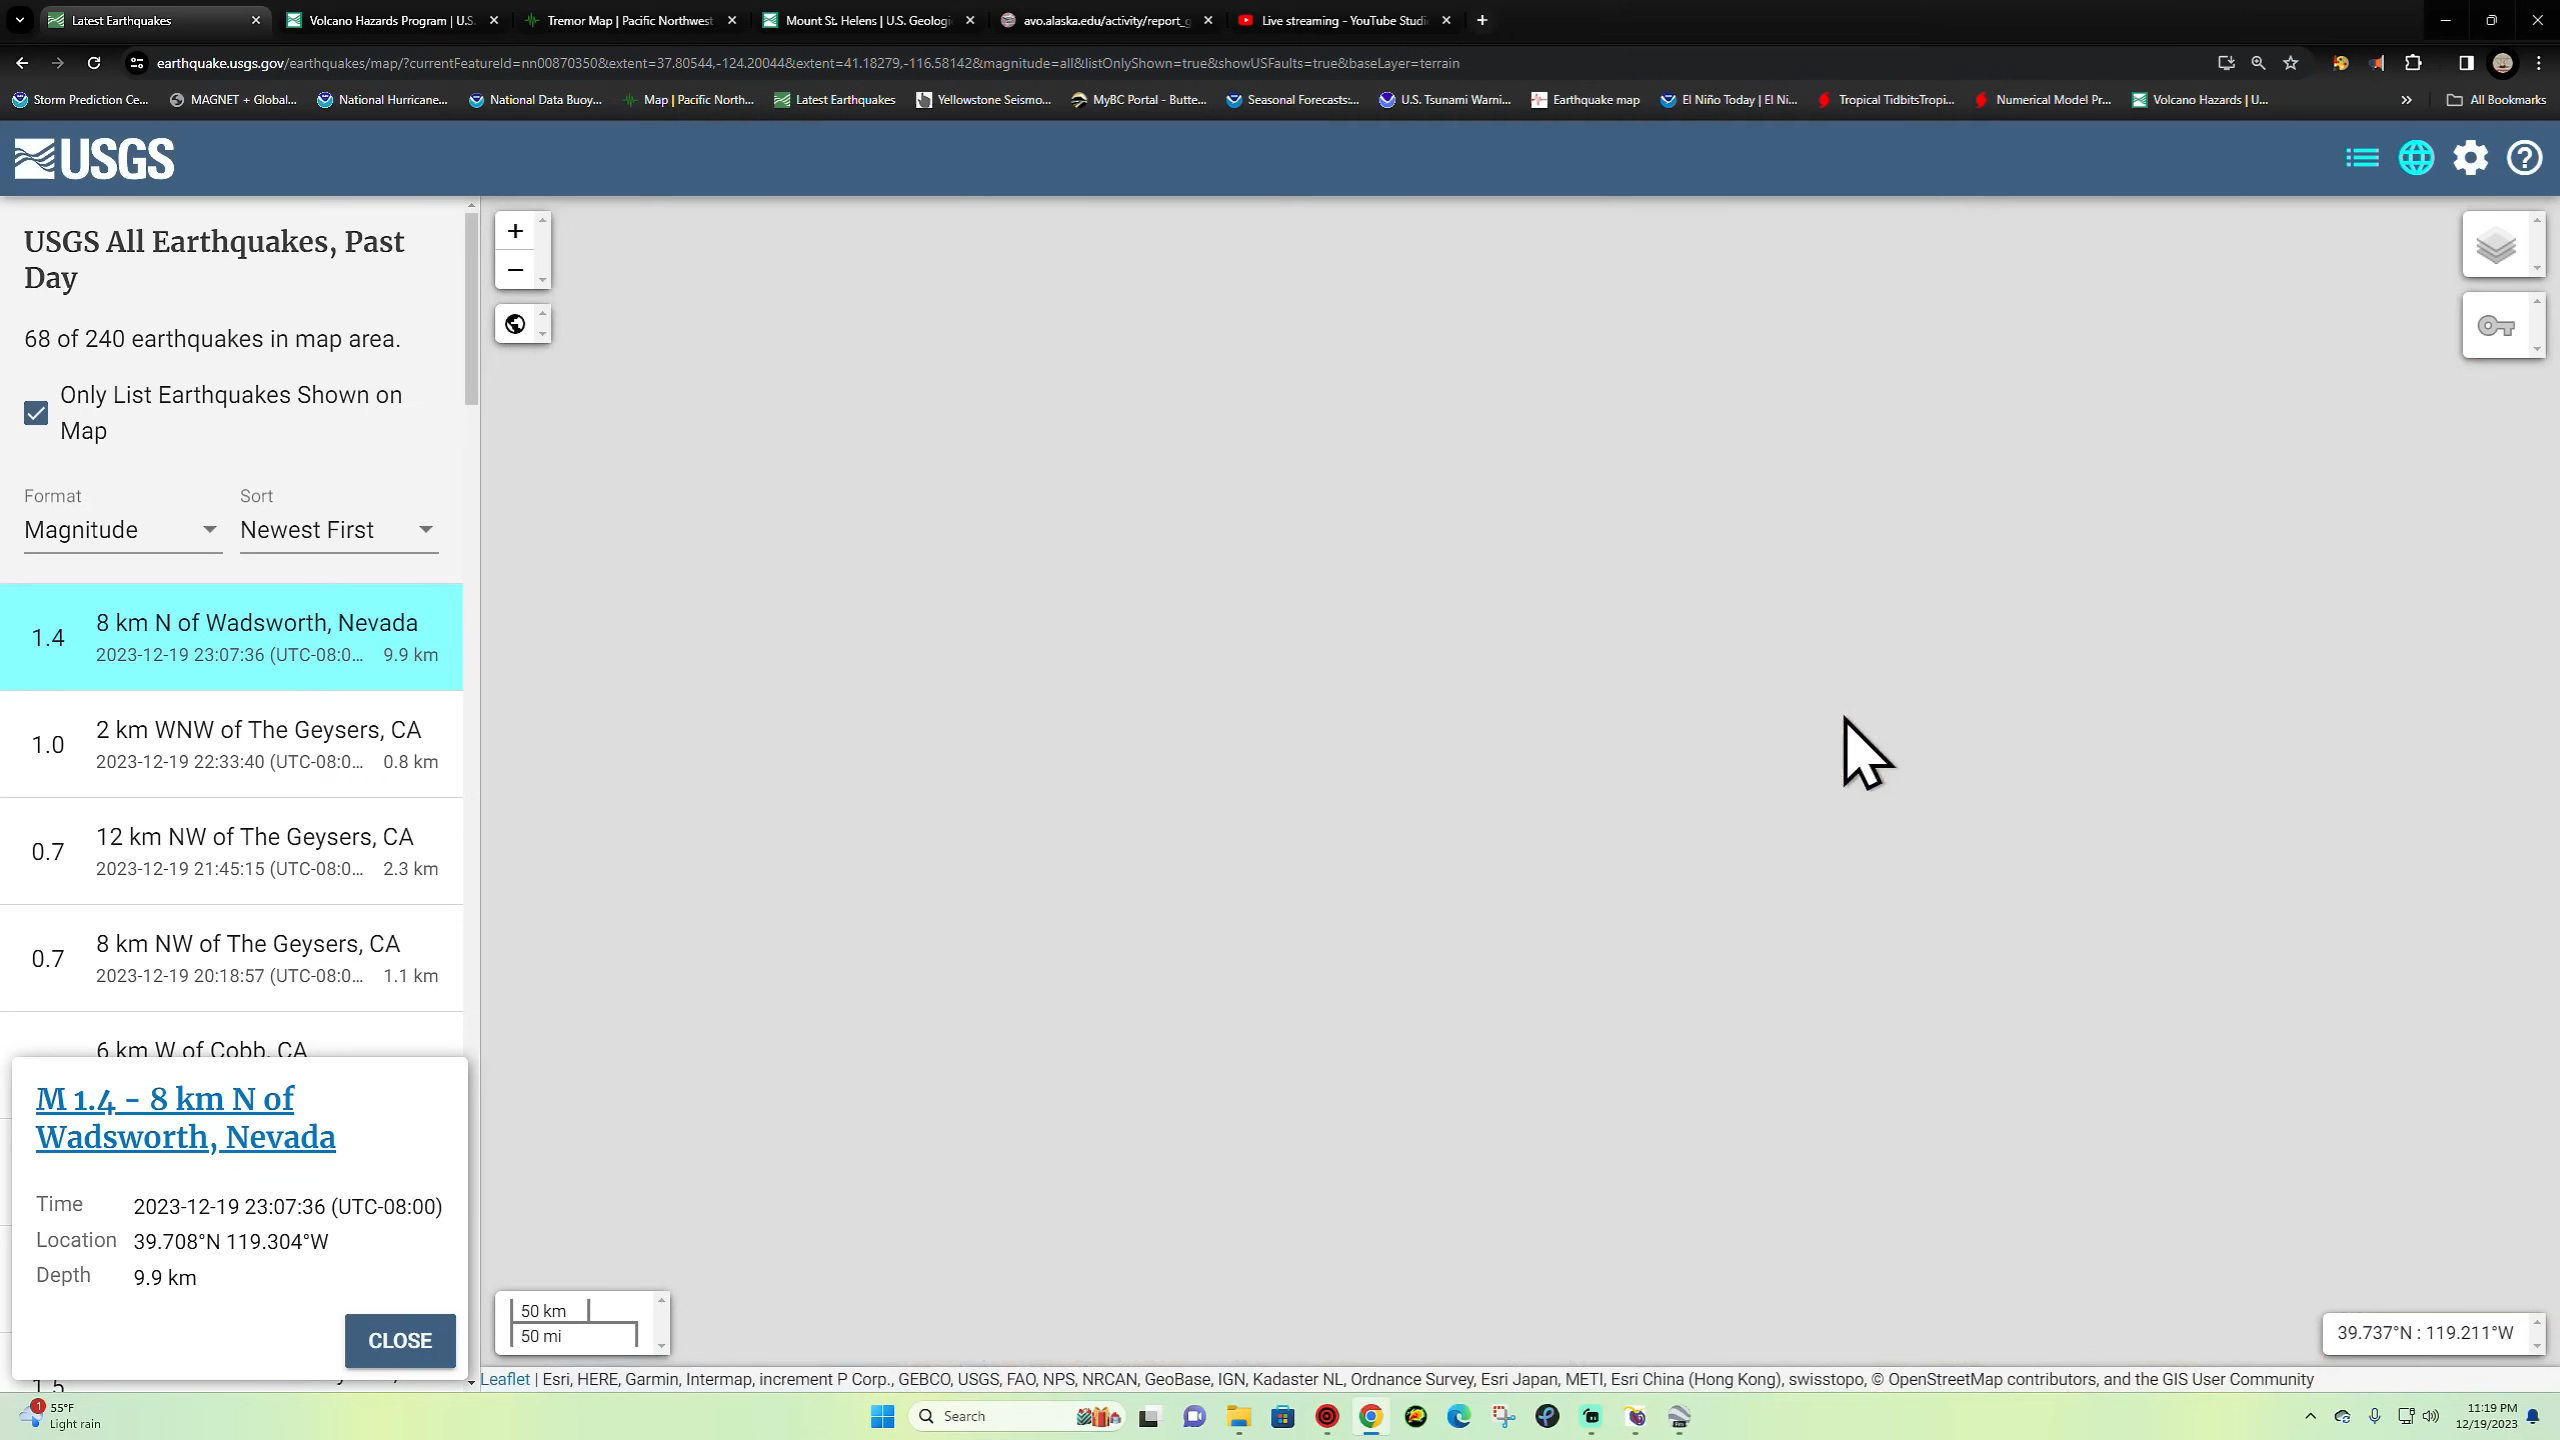 Latest Earthquakes
Volcano Hazards Program | U.S.
Tremor Map | Pacific Northwest
Mount St. Helens | U.S. Geologi
avo.alaska.edu/activity/report_g
Live streaming - YouTube Studi
earthquake.usgs.gov/earthquakes/map/?currentFeatureId=nn00870350&extent=37.80544,-124.20044&extent=41.18279,-116.58142&magnitude=all&listOnlyShown=true&showUSFaults=true&baseLayer=terrain
Storm Prediction Ce...
MAGNET + Global...
National Hurricane...
National Data Buoy...
Map | Pacific North...
Latest Earthquakes
Yellowstone Seismo...
MyBC Portal - Butte...
Seasonal Forecasts:...
U.S. Tsunami Warni...
Earthquake map
El Niño Today | El Ni...
Tropical TidbitsTropi...
Numerical Model Pr...
Volcano Hazards | U...
All Bookmarks
USGS
USGS All Earthquakes, Past
Day
68 of 240 earthquakes in map area.
Only List Earthquakes Shown on
Map
Format
Sort
Magnitude
Newest First
1.4
8 km N of Wadsworth, Nevada
2023-12-19 23:07:36 (UTC-08:0... 9.9 km
1.0
2 km WNW of The Geysers, CA
2023-12-19 22:33:40 (UTC-08:0... 0.8 km
0.7
12 km NW of The Geysers, CA
2023-12-19 21:45:15 (UTC-08:0... 2.3 km
0.7
8 km NW of The Geysers, CA
2023-12-19 20:18:57 (UTC-08:0... 1.1 km
6 km W of Cobb, CA
M 1.4 - 8 km N of
Wadsworth, Nevada
Time 2023-12-19 23:07:36 (UTC-08:00)
Location 39.708°N 119.304°W
Depth 9.9 km
CLOSE
1.5
50 km
50 mi
39.737°N : 119.211°W
Leaflet | Esri, HERE, Garmin, Intermap, increment P Corp., GEBCO, USGS, FAO, NPS, NRCAN, GeoBase, IGN, Kadaster NL, Ordnance Survey, Esri Japan, METI, Esri China (Hong Kong), swisstopo, © OpenStreetMap contributors, and the GIS User Community
1
55°F
Light rain
Search
11:19 PM
12/19/2023